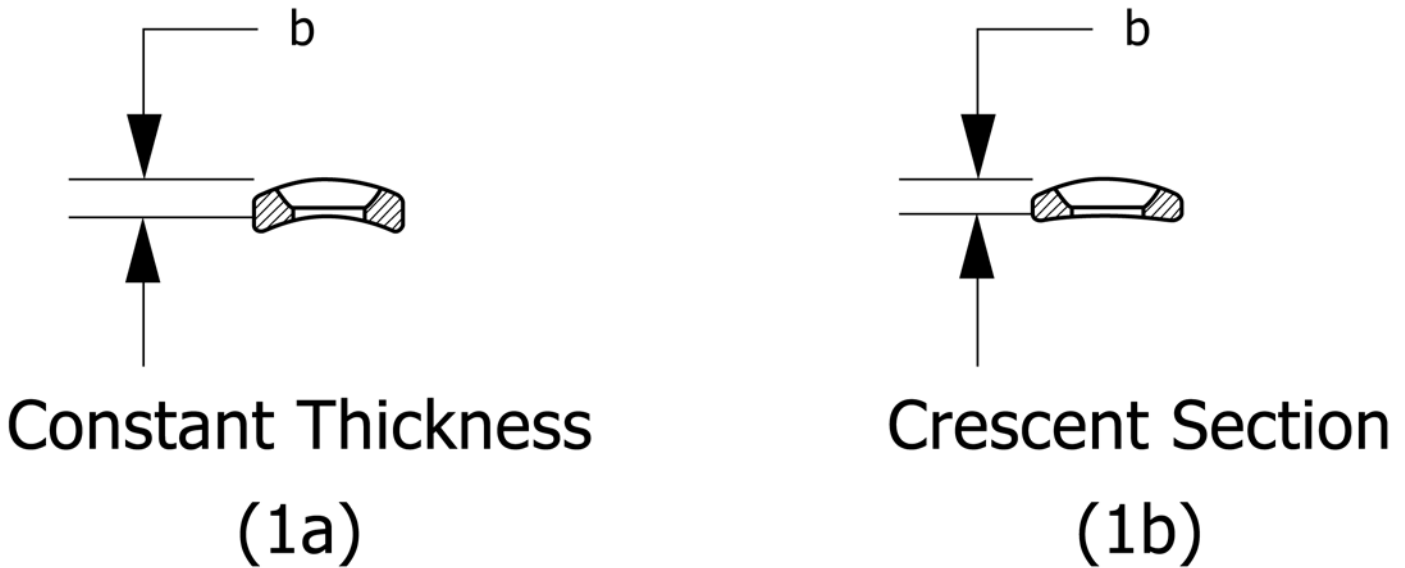 b
b
Constant Thickness
Crescent Section
(1a)
(1b)